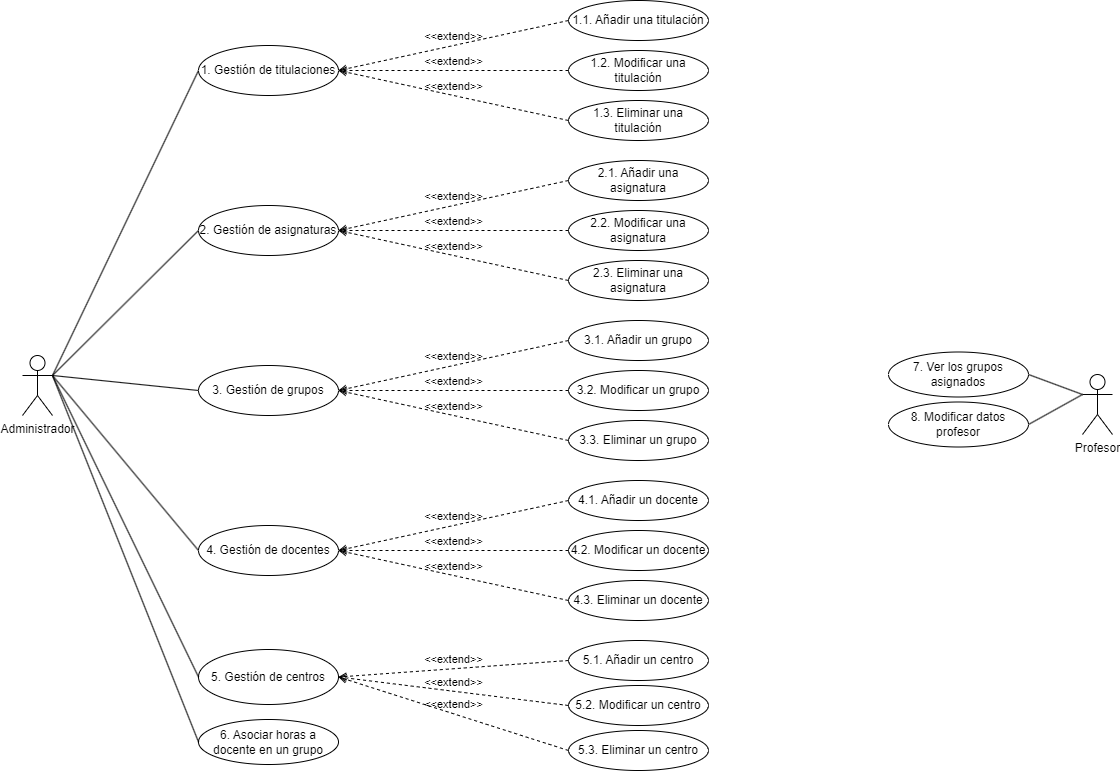 1.1. Añadir una titulación
<<extend>>
1. Gestión de titulaciones
<<extend>>
1.2. Modificar una
titulación
<<extend>>
1.3. Eliminar una
titulación
2.1. Añadir una
asignatura
<<extend>>
2. Gestión de asignaturas
<<extend>>
2.2. Modificar una
asignatura
<<extend>>
2.3. Eliminar una
asignatura
3.1. Añadir un grupo
<<extend>>
3. Gestión de grupos
<<extend>>
3.2. Modificar un grupo
<<extend>>
3.3. Eliminar un grupo
Administrador
7. Ver los grupos
asignados
8. Modificar datos
profesor
Profesor
4.1. Añadir un docente
<<extend>>
4. Gestión de docentes
<<extend>>
4.2. Modificar un docente
<<extend>>
4.3. Eliminar un docente
5.1. Añadir un centro
<<extend>>
5. Gestión de centros
<<extend>>
5.2. Modificar un centro
<<extend>>
5.3. Eliminar un centro
6. Asociar horas a
docente en un grupo